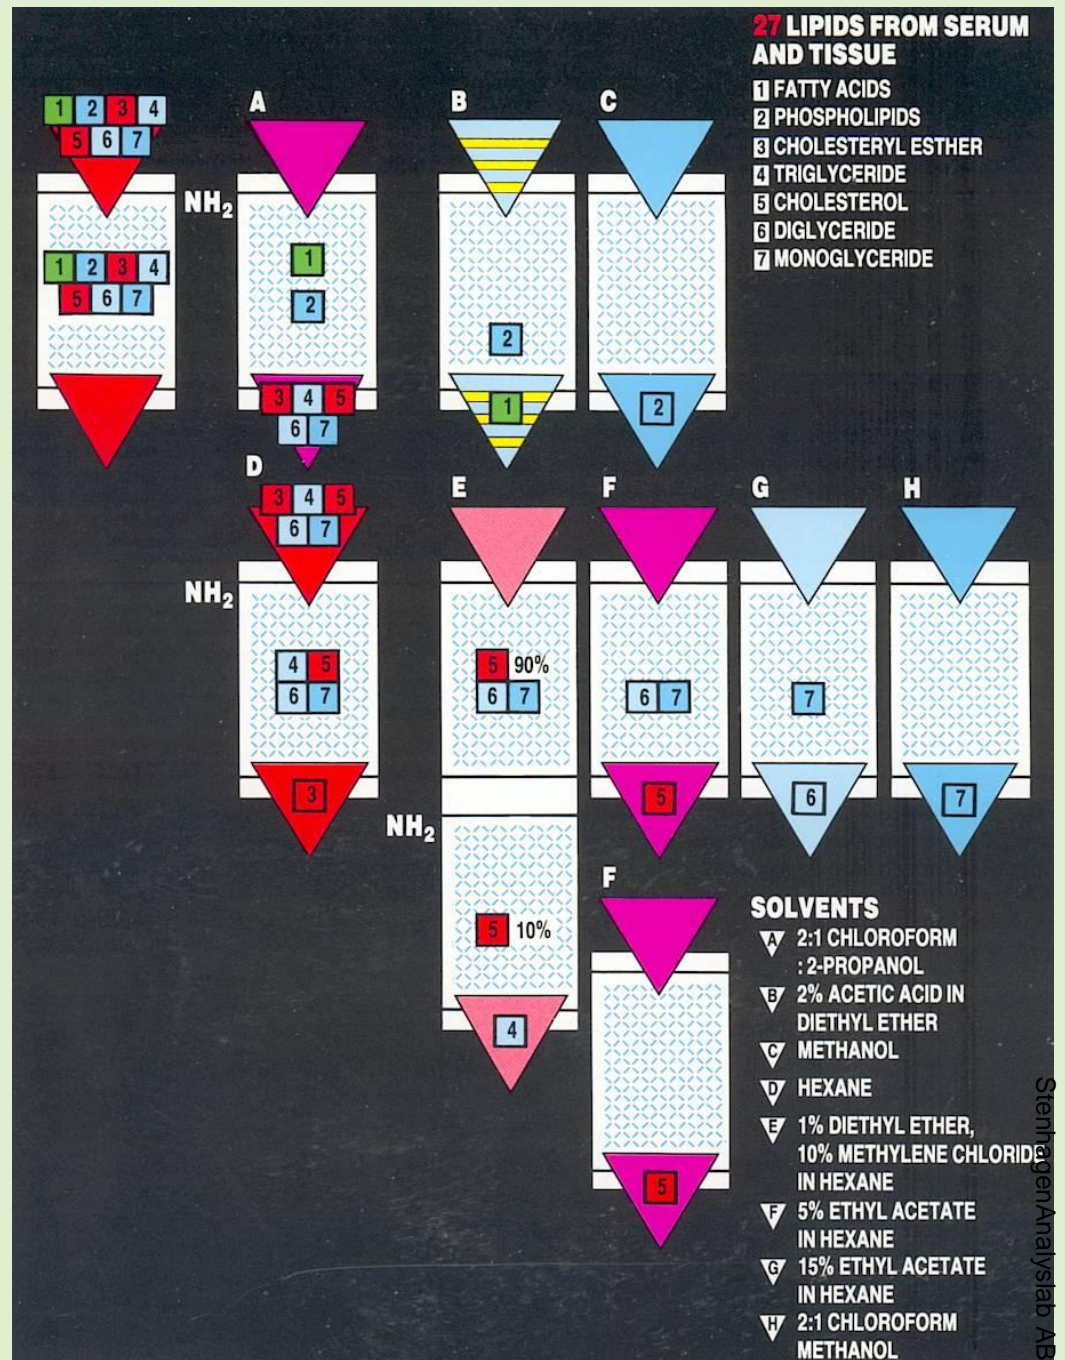 27 LIPIDS FROM SERUM
AND TISSUE
1 FATTY ACIDS
2 PHOSPHOLIPIDS
3 CHOLESTERYL ESTHER
4 TRIGLYCERIDE
5 CHOLESTEROL
6 DIGLYCERIDE
7 MONOGLYCERIDE
A B C
1 2 3 4
5 6 7
NH2
1 2 3 4
5 6 7
1
2
2
3 4 5
6 7
1
2
D E F G H
3 4 5
6 7
NH2
4 5
6 7
5 90%
6 7
6 7
7
3
5
6
7
NH2
5 10%
4
F
5
SOLVENTS
A 2:1 CHLOROFORM
: 2-PROPANOL
B 2% ACETIC ACID IN
DIETHYL ETHER
C METHANOL
D HEXANE
E 1% DIETHYL ETHER,
10% METHYLENE CHLORIDE
IN HEXANE
F 5% ETHYL ACETATE
IN HEXANE
G 15% ETHYL ACETATE
IN HEXANE
H 2:1 CHLOROFORM
METHANOL
StenhagenAnalyslab AB